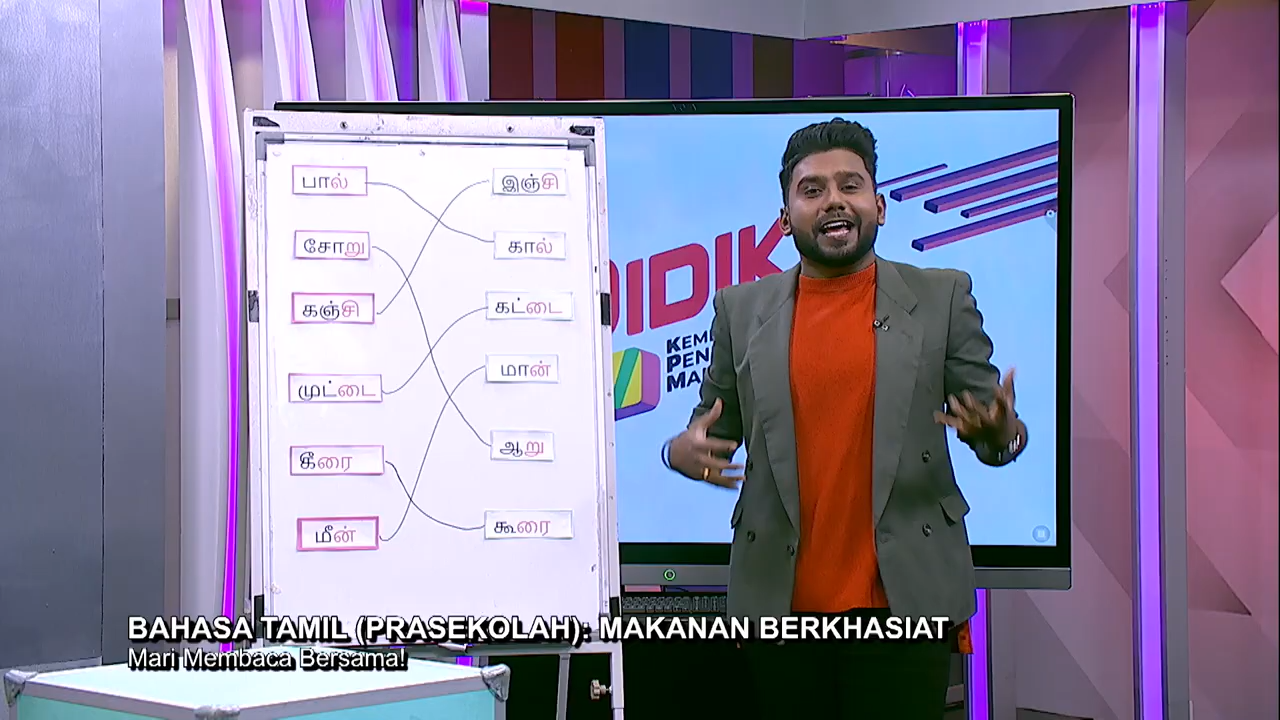 பால்
சோறு
கஞ்சி
முட்டை
கீரை
மீன்
இஞ்சி
கால்
கட்டை
மான்
ஆறு
கூரை
DIDIK
BAHASA TAMIL (PRASEKOLAH): MAKANAN BERKHASIAT
Mari Membaca Bersama!